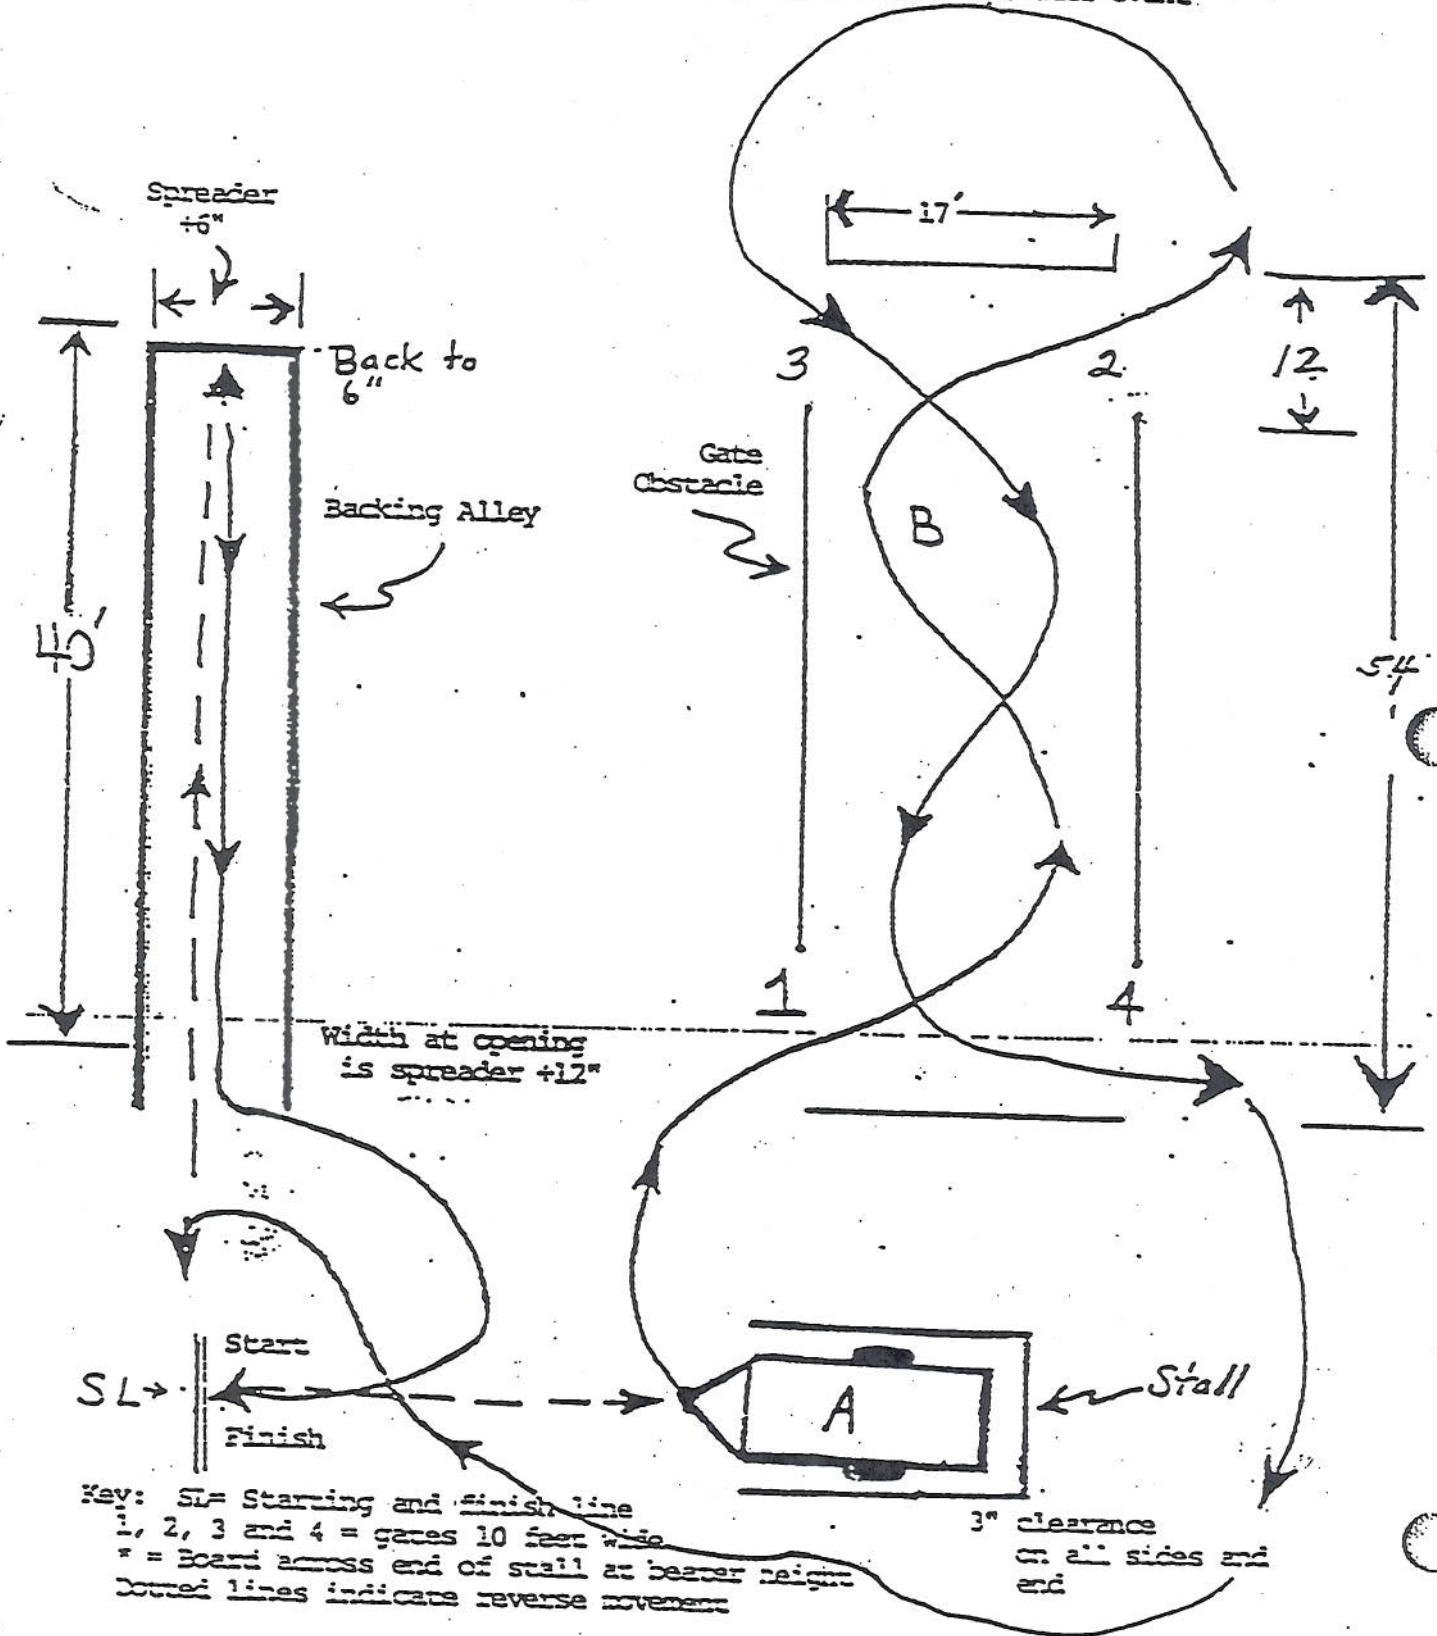 Spreader
+6"
17'
Back to
6"
3
2
12
Gate
Obstacle
Backing Alley
B
54'
1
4
Width at opening
is spreader +12"
Start
SL
Finish
A
Stall
Key: SL= Starting and finish line
1, 2, 3 and 4 = gates 10 feet wide
" = Board across end of stall at beater height
Dotted lines indicate reverse movement
3" clearance
on all sides and
end